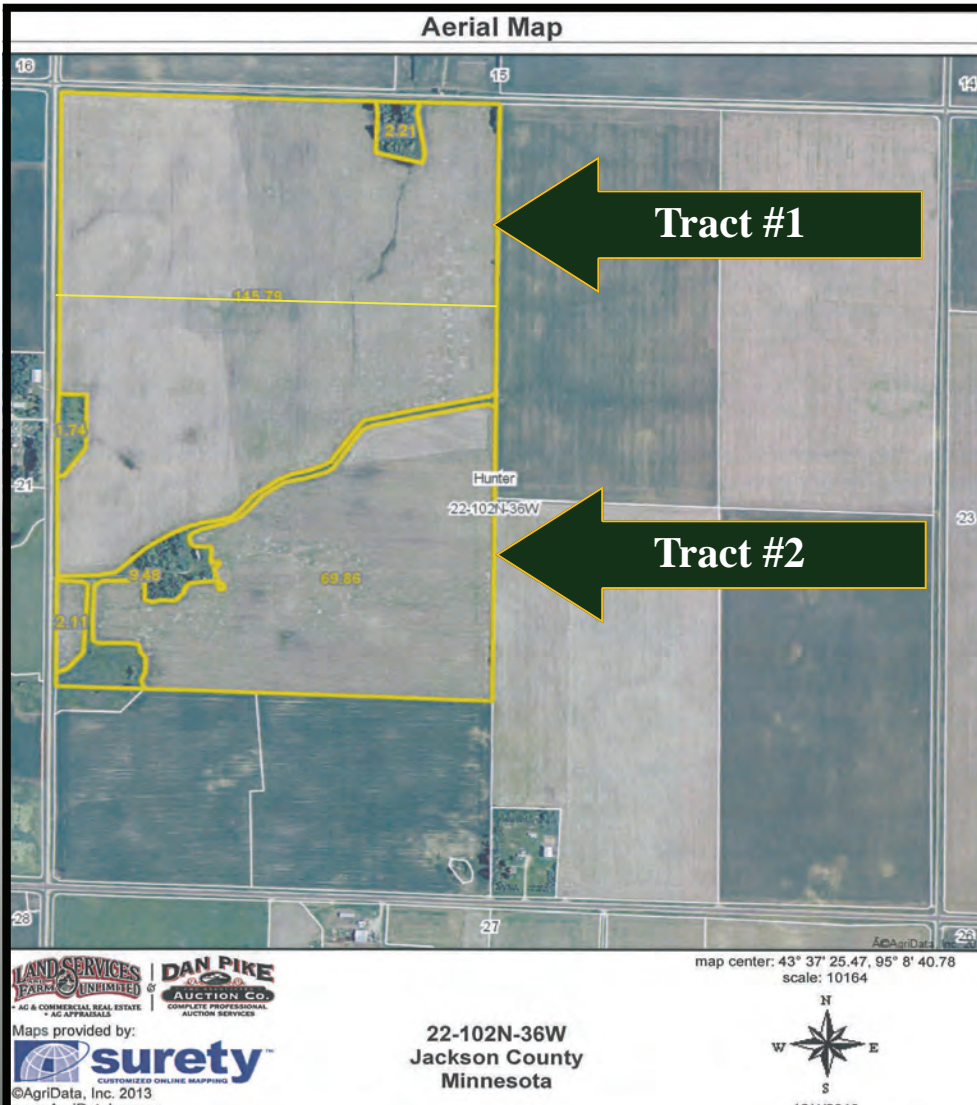 Aerial Map
16
15
14
2.21
Tract #1
145.79
1.74
21
Hunter
22-102N-36W
23
Tract #2
9.48
69.86
2.11
28
27
26
©AgriData, Inc.
map center: 43° 37' 25.47, 95° 8' 40.78
scale: 10164
LAND SERVICES
FARM UNLIMITED
• AG & COMMERCIAL REAL ESTATE
• AG APPRAISALS
&
DAN PIKE
AUCTION CO.
COMPLETE PROFESSIONAL
AUCTION SERVICES
Maps provided by:
surety™
CUSTOMIZED ONLINE MAPPING
©AgriData, Inc. 2013
22-102N-36W
Jackson County
Minnesota
N
W E
S